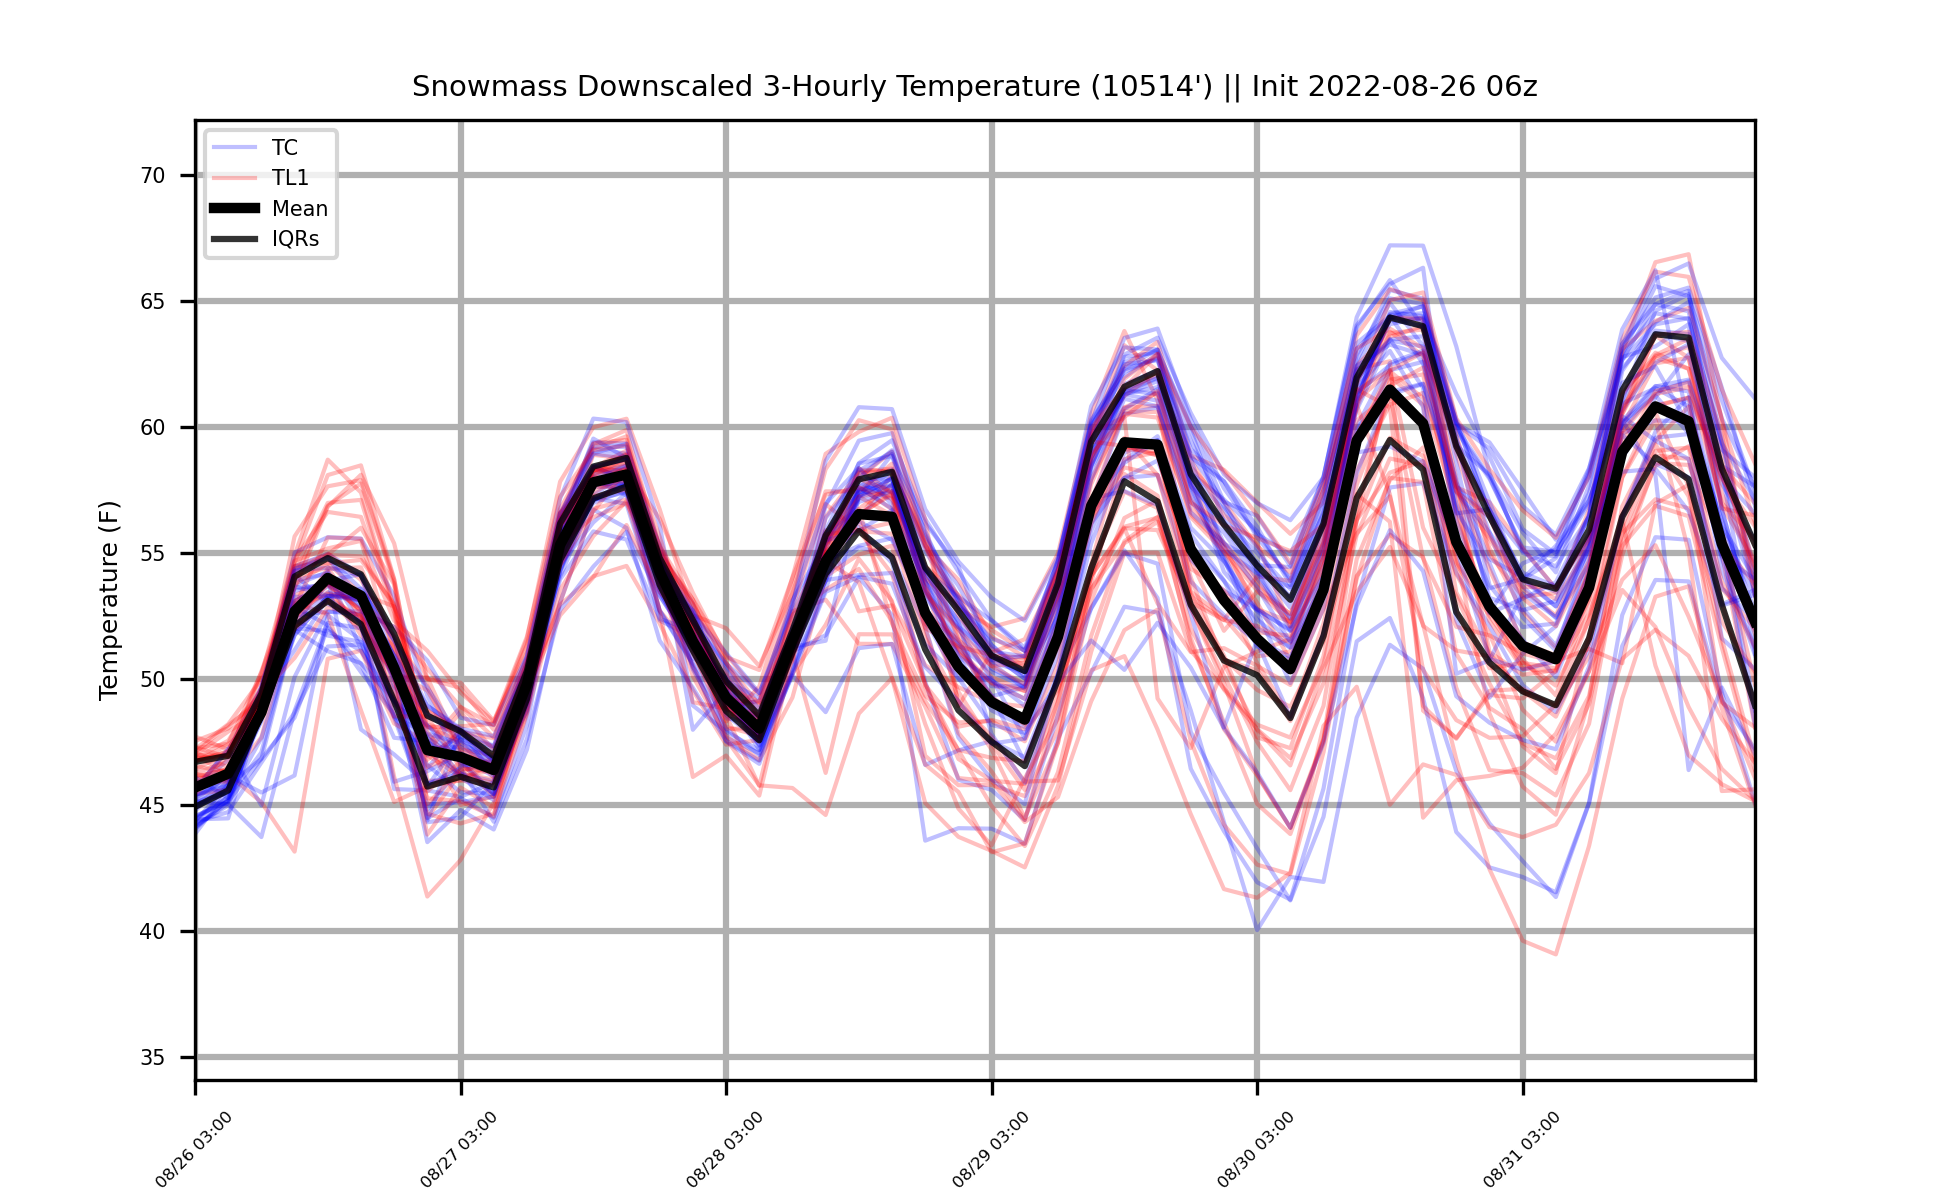 Snowmass Downscaled 3-Hourly Temperature (10514') || Init 2022-08-26 06z
TC
TL1
Mean
IQRs
70
65
60
55
50
45
40
35
Temperature (F)
08/26 03:00
08/27 03:00
08/28 03:00
08/29 03:00
08/30 03:00
08/31 03:00